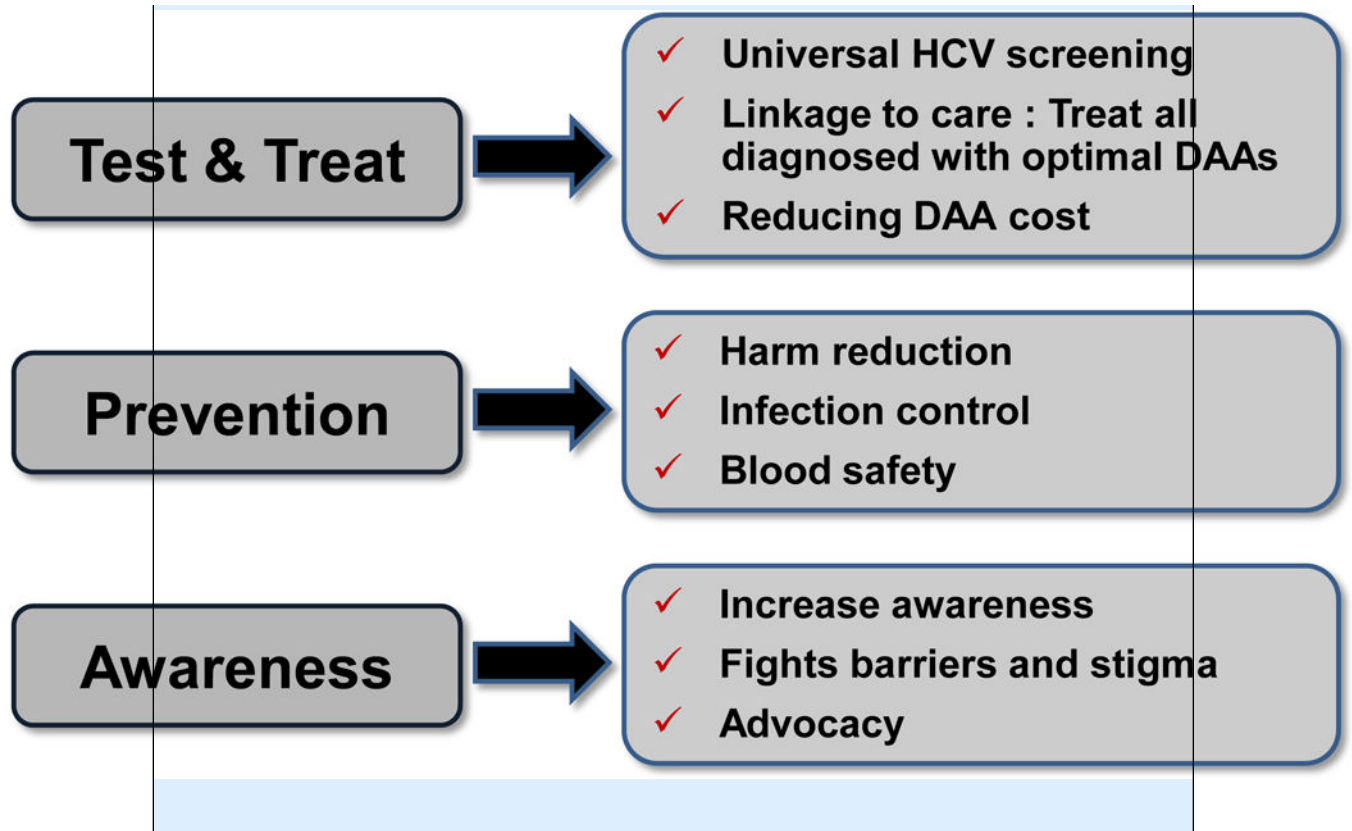 Test & Treat
✓ Universal HCV screening
✓ Linkage to care : Treat all
diagnosed with optimal DAAs
✓ Reducing DAA cost
Prevention
✓ Harm reduction
✓ Infection control
✓ Blood safety
Awareness
✓ Increase awareness
✓ Fights barriers and stigma
✓ Advocacy